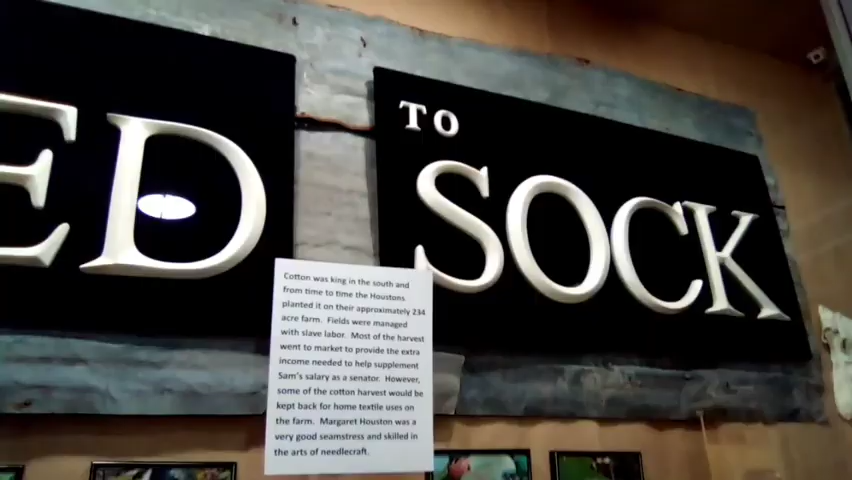 ED
TO
SOCK
Cotton was king in the south and
from time to time the Houstons
planted it on their approximately 234
acre farm. Fields were managed
with slave labor. Most of the harvest
went to market to provide the extra
income needed to help supplement
Sam's salary as a senator. However,
some of the cotton harvest would be
kept back for home textile uses on
the farm. Margaret Houston was a
very good seamstress and skilled in
the arts of needlecraft.